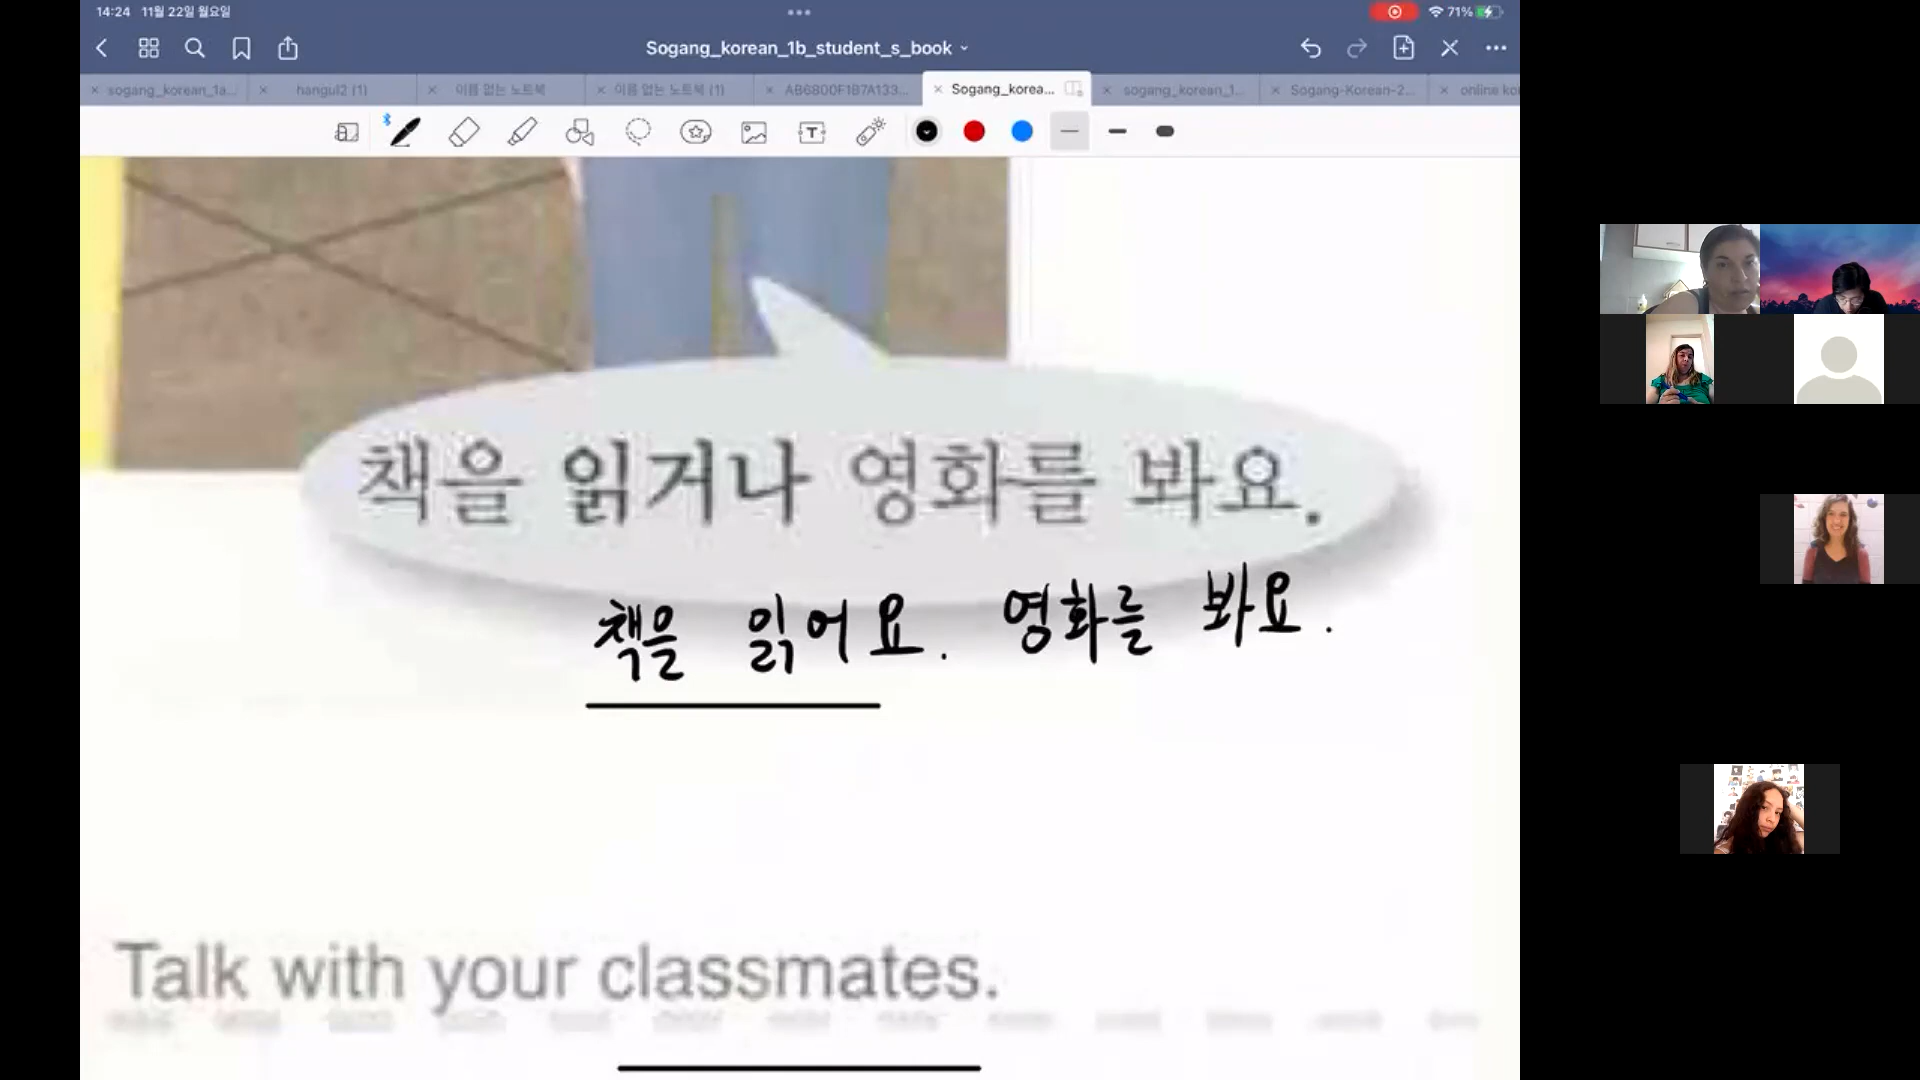 14:24 11월 22일 월요일
71%
Sogang_korean_1b_student_s_book
sogang_korean_1a...
hangul2 (1)
이름 없는 노트북
이름 없는 노트북 (1)
AB6800F1B7A133...
Sogang_korea...
sogang_korean_1...
Sogang-Korean-2...
online ko
책을 읽거나 영화를 봐요.
책을 읽어요. 영화를 봐요.
Talk with your classmates.